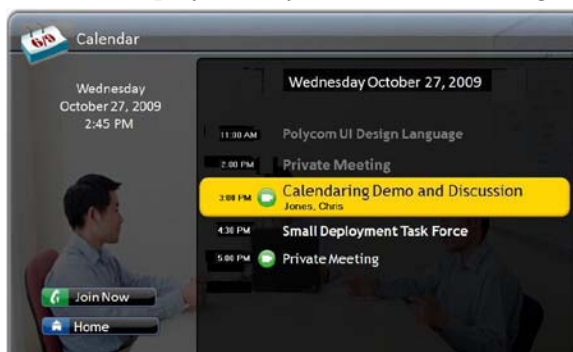 6/9
Calendar
Wednesday
October 27, 2009
2:45 PM
Wednesday October 27, 2009
11:30 AM Polycom UI Design Language
2:00 PM Private Meeting
3:00 PM Calendaring Demo and Discussion
Jones, Chris
4:30 PM Small Deployment Task Force
5:00 PM Private Meeting
Join Now
Home